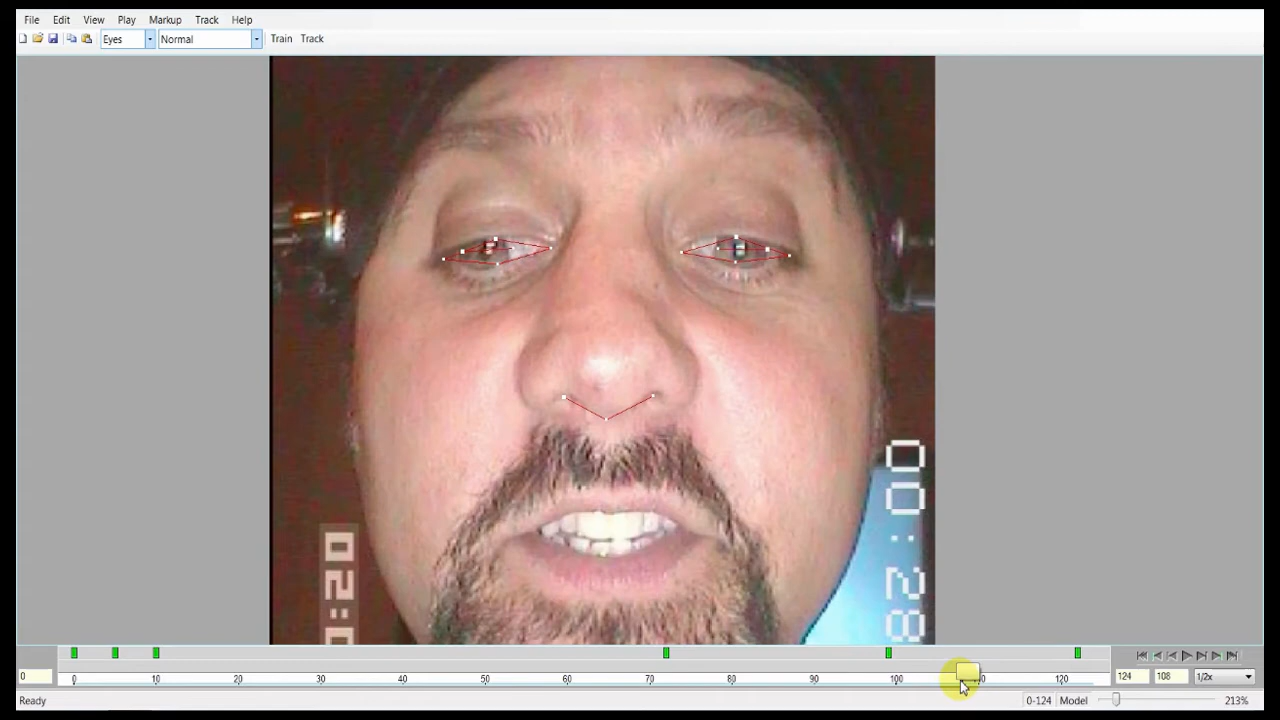 File Edit View Play Markup Track Help
Eyes Normal Train Track
0:20
00:28
0 0 10 20 30 40 50 60 70 80 90 100 120 124 108 1/2x
Ready 0-124 Model 213%